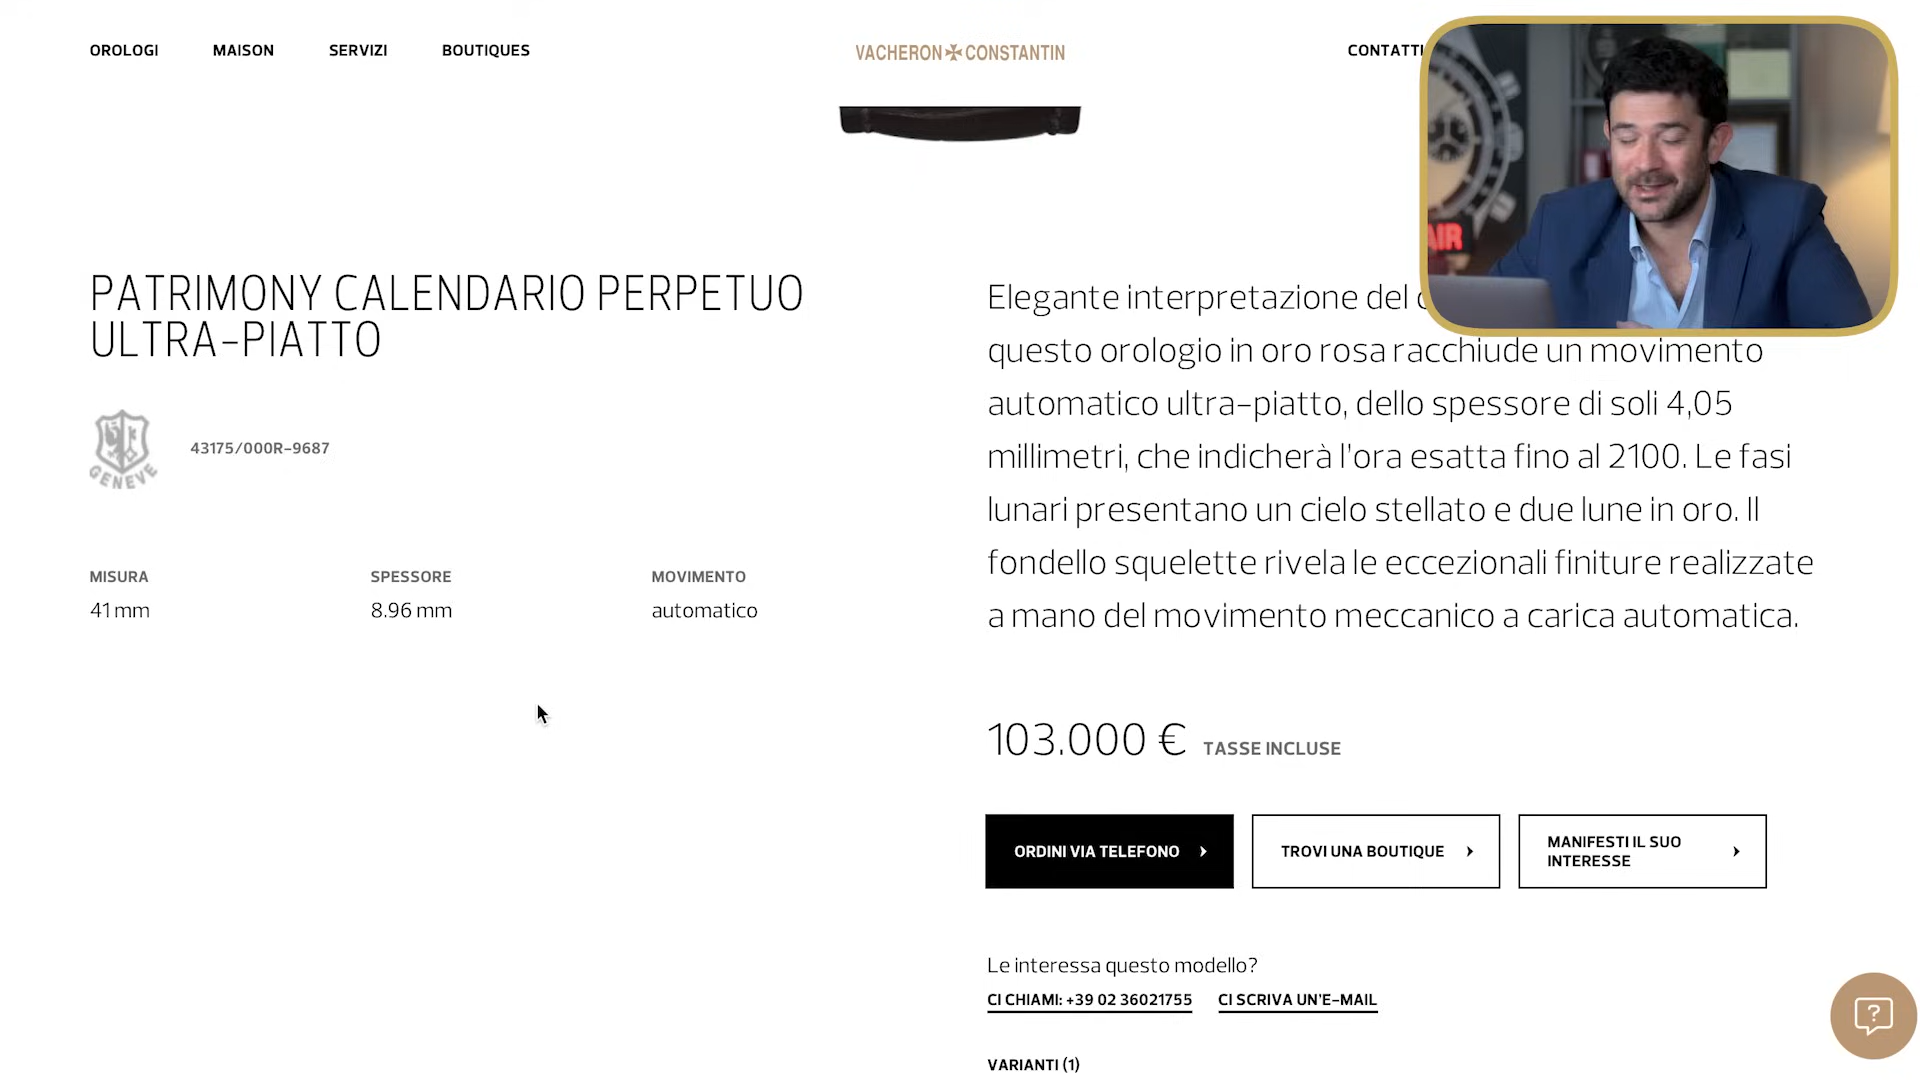 OROLOGI
MAISON
SERVIZI
BOUTIQUES
VACHERON CONSTANTIN
CONTATTI
AIR
PATRIMONY CALENDARIO PERPETUO
ULTRA-PIATTO
GENEVE
43175/000R-9687
MISURA
41 mm
SPESSORE
8.96 mm
MOVIMENTO
automatico
Elegante interpretazione del
questo orologio in oro rosa racchiude un movimento
automatico ultra-piatto, dello spessore di soli 4,05
millimetri, che indicherà l'ora esatta fino al 2100. Le fasi
lunari presentano un cielo stellato e due lune in oro. Il
fondello squelette rivela le eccezionali finiture realizzate
a mano del movimento meccanico a carica automatica.
103.000 € TASSE INCLUSE
ORDINI VIA TELEFONO
TROVI UNA BOUTIQUE
MANIFESTI IL SUO
INTERESSE
Le interessa questo modello?
CI CHIAMI: +39 02 36021755
CI SCRIVA UN'E-MAIL
VARIANTI (1)